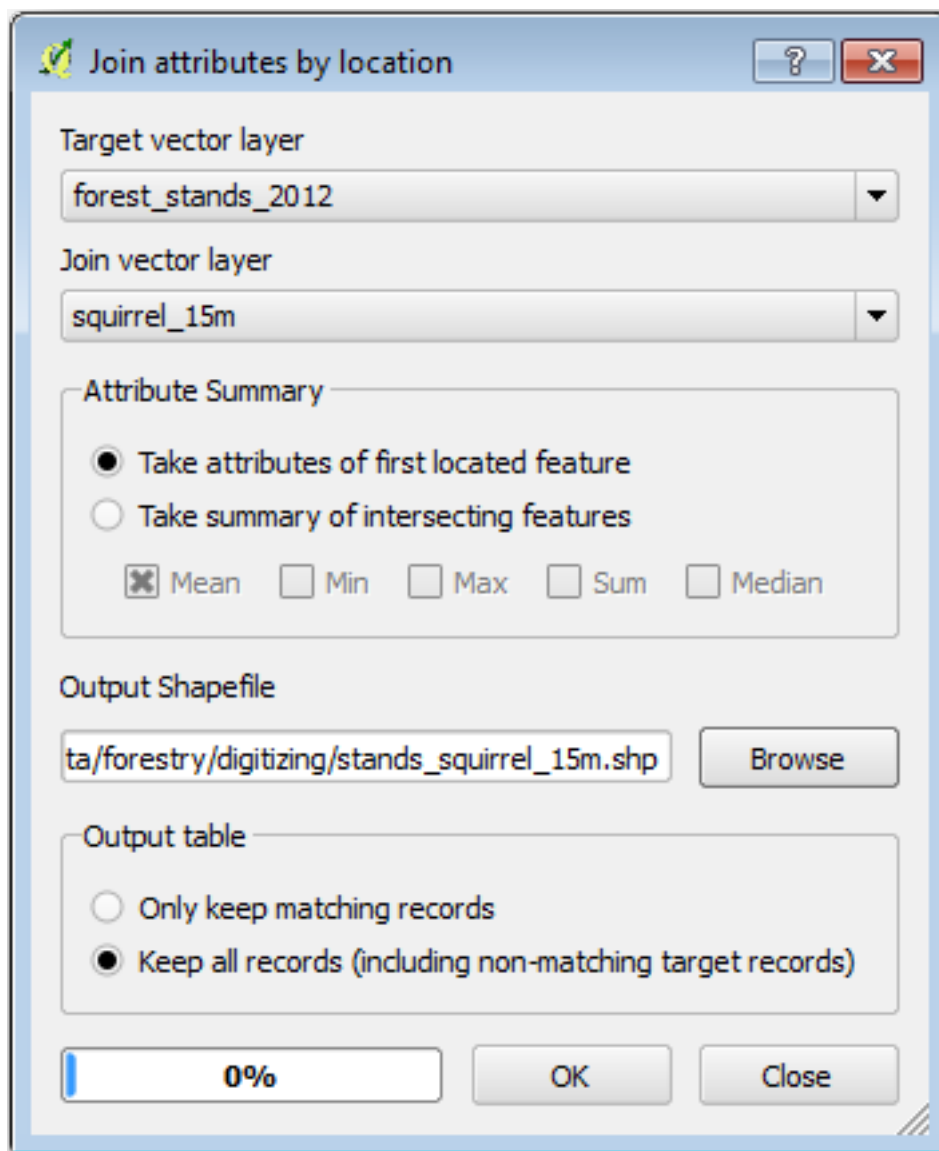 Join attributes by location
Target vector layer
forest_stands_2012
Join vector layer
squirrel_15m
Attribute Summary
Take attributes of first located feature
Take summary of intersecting features
Mean Min Max Sum Median
Output Shapefile
ta/forestry/digitizing/stands_squirrel_15m.shp Browse
Output table
Only keep matching records
Keep all records (including non-matching target records)
0% OK Close